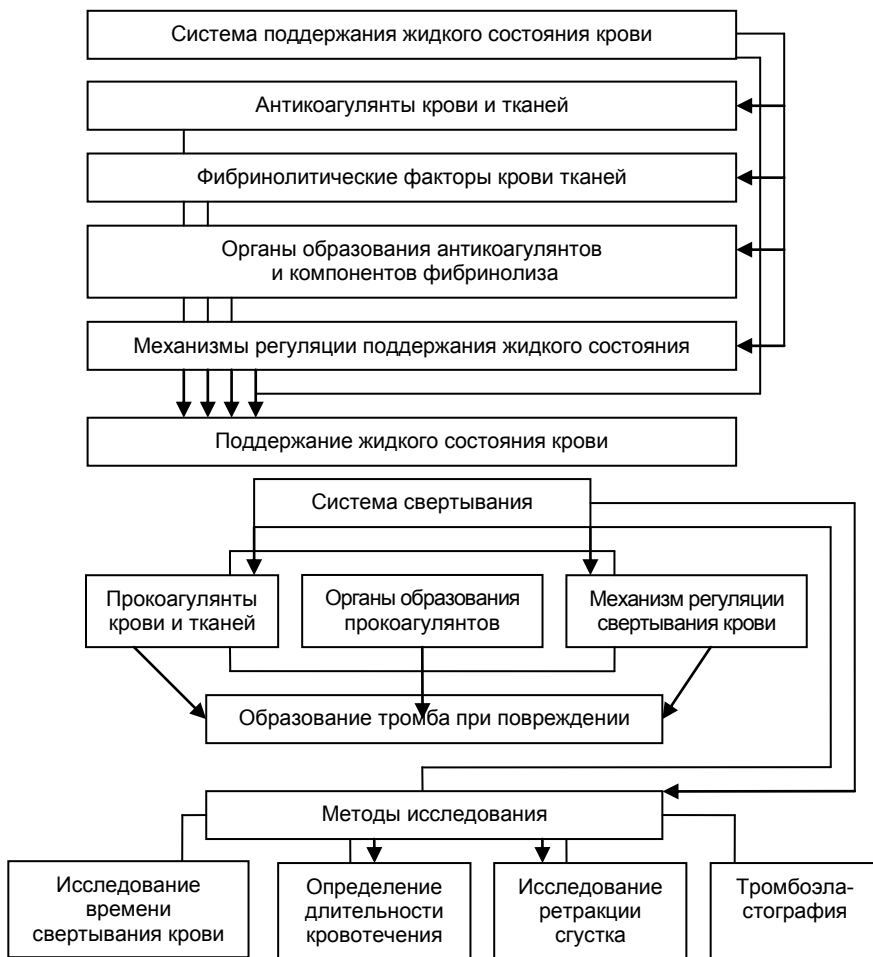 Система поддержания жидкого состояния крови
Антикоагулянты крови и тканей
Фибринолитические факторы крови тканей
Органы образования антикоагулянтов
и компонентов фибринолиза
Механизмы регуляции поддержания жидкого состояния
Поддержание жидкого состояния крови
Система свертывания
Прокоагулянты
крови и тканей
Органы образования
прокоагулянтов
Механизм регуляции
свертывания крови
Образование тромба при повреждении
Методы исследования
Исследование
времени
свертывания крови
Определение
длительности
кровотечения
Исследование
ретракции
сгустка
Тромбоэла-
стография